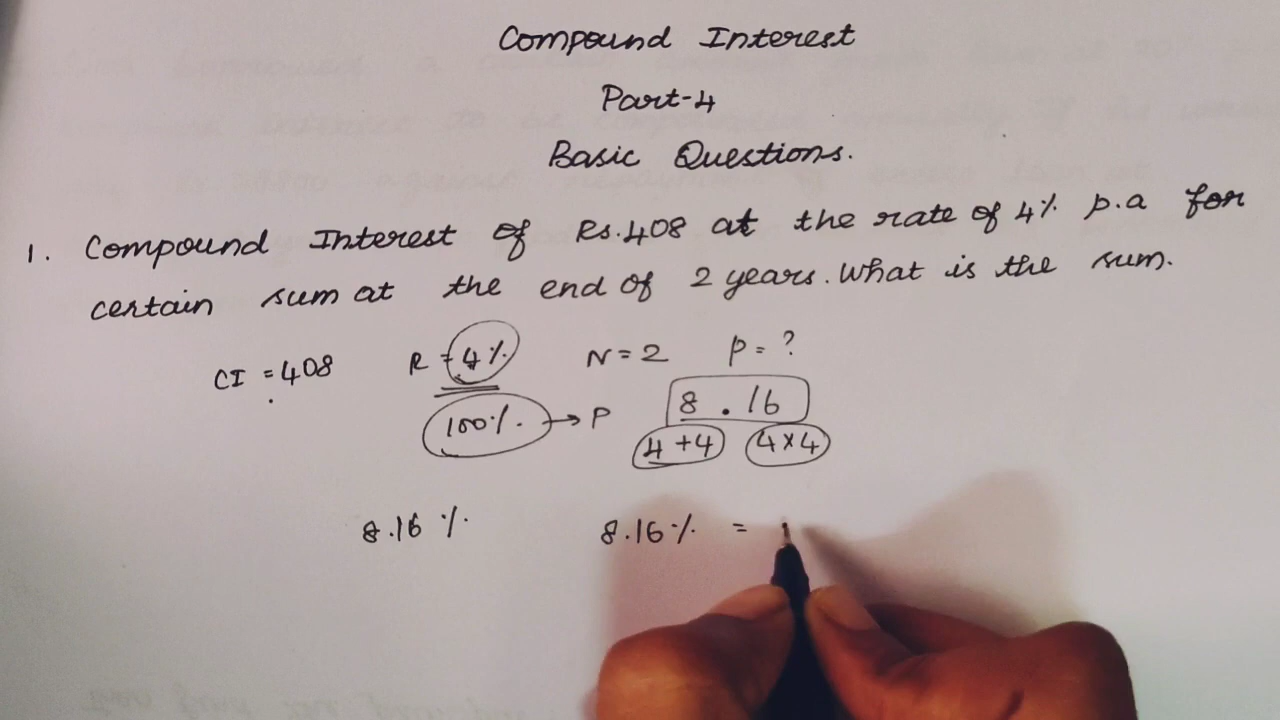 Compound Interest
Part-4
Basic Questions.
1. Compound Interest of Rs.408 at the rate of 4% p.a for
certain sum at the end of 2 years. What is the sum.
CI = 408 R = 4% N = 2 P = ?
100% → P 8.16
4+4 4×4
8.16 % 8.16% =